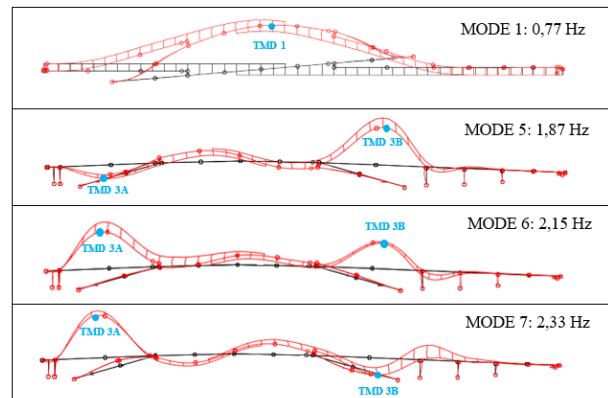 MODE 1: 0,77 Hz
TMD 1
MODE 5: 1,87 Hz
TMD 3B
TMD 3A
MODE 6: 2,15 Hz
TMD 3B
TMD 3A
MODE 7: 2,33 Hz
TMD 3A
TMD 3B